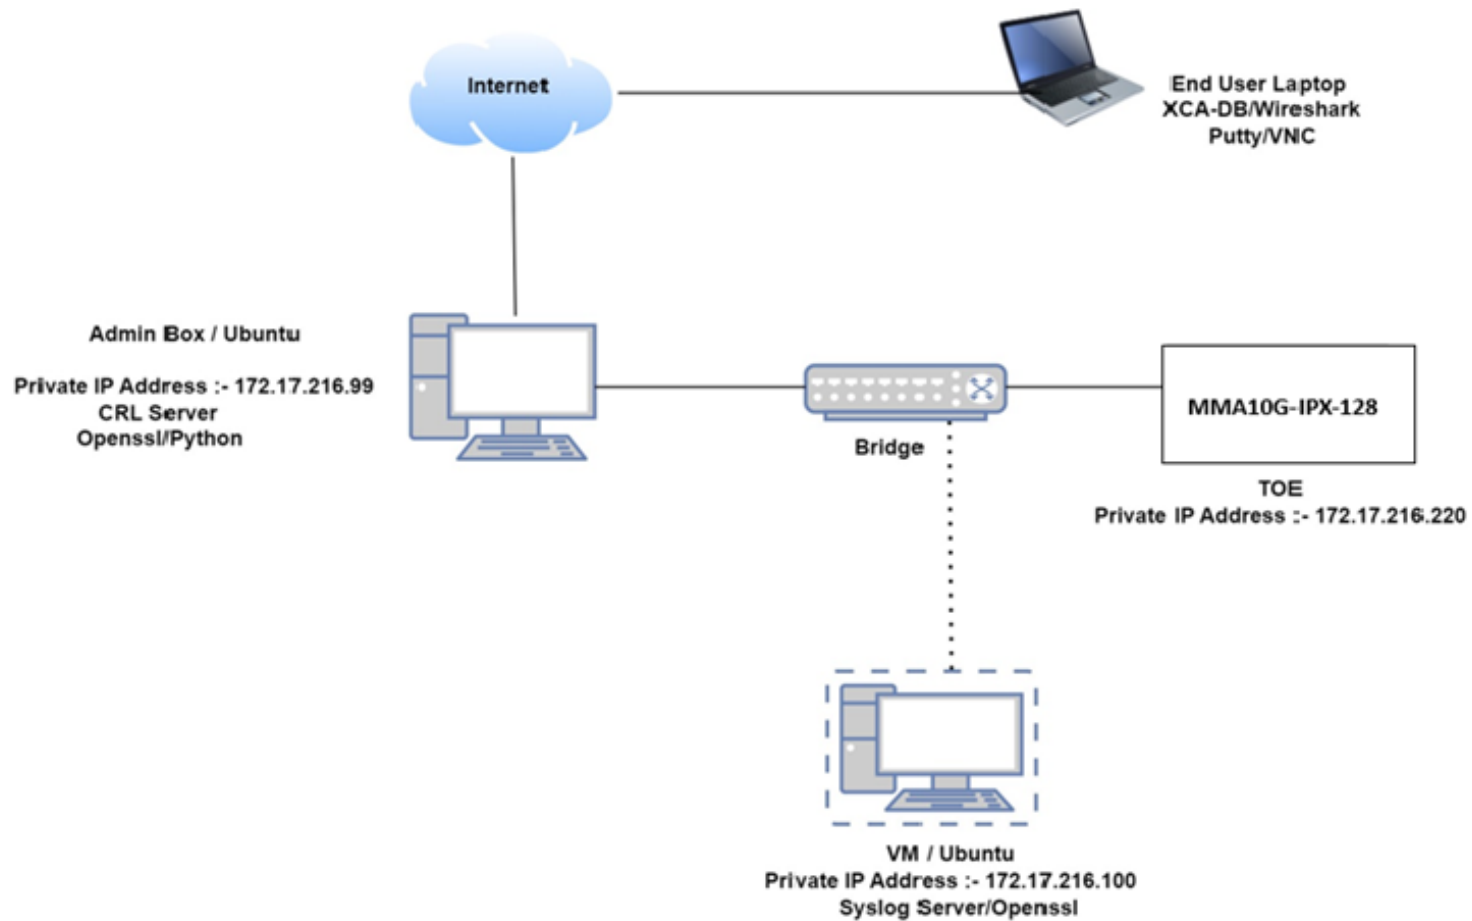 Internet
End User Laptop
XCA-DB/Wireshark
Putty/VNC
Admin Box / Ubuntu
Private IP Address :- 172.17.216.99
CRL Server
Openssl/Python
Bridge
MMA10G-IPX-128
TOE
Private IP Address :- 172.17.216.220
VM / Ubuntu
Private IP Address :- 172.17.216.100
Syslog Server/Openssl